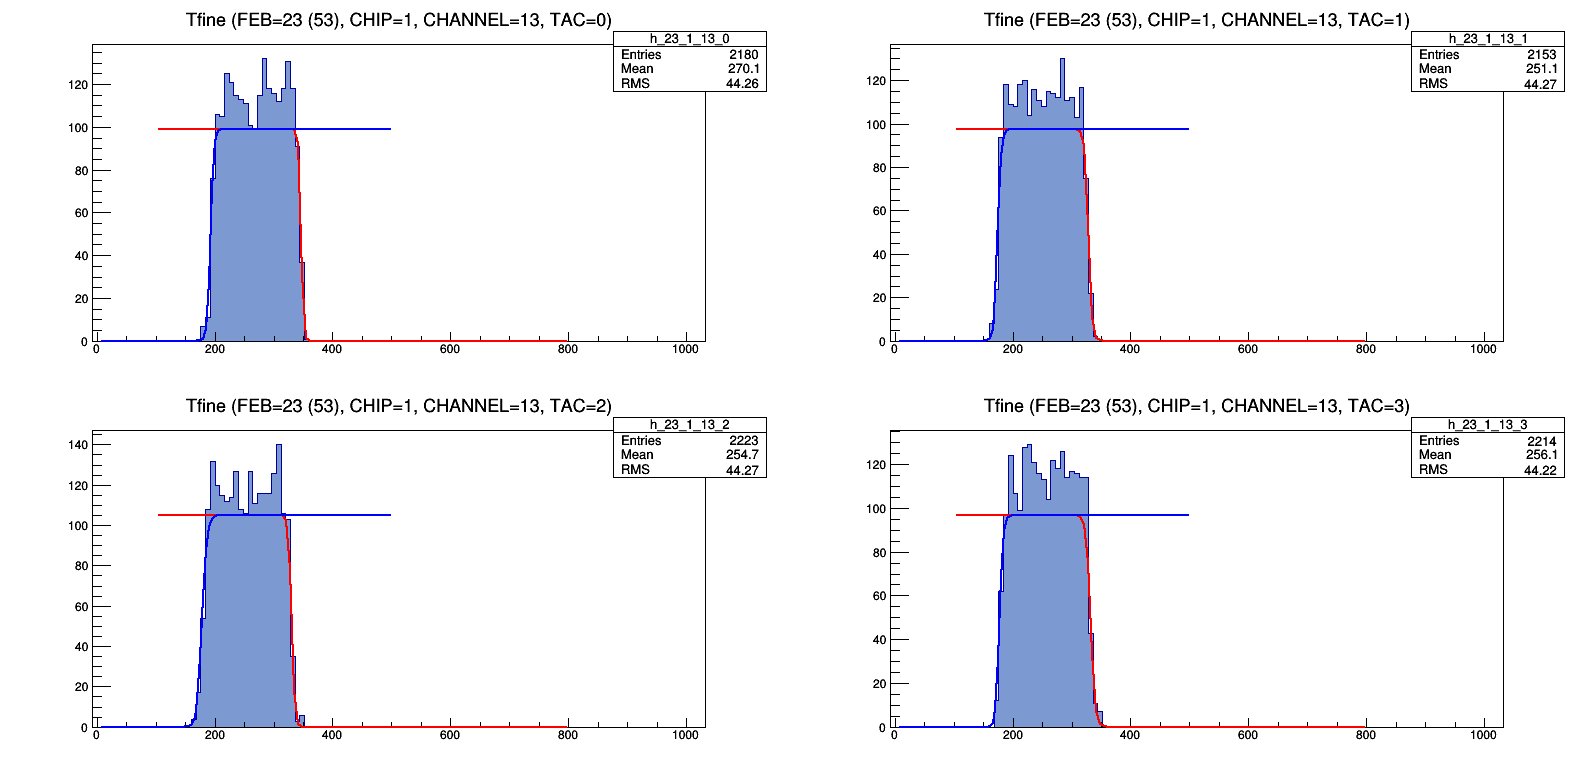 Tfine (FEB=23 (53), CHIP=1, CHANNEL=13, TAC=0)
h_23_1_13_0
Entries 2180
Mean 270.1
RMS 44.26
120
100
80
60
40
20
0
0 200 400 600 800 1000
Tfine (FEB=23 (53), CHIP=1, CHANNEL=13, TAC=1)
h_23_1_13_1
Entries 2153
Mean 251.1
RMS 44.27
120
100
80
60
40
20
0
0 200 400 600 800 1000
Tfine (FEB=23 (53), CHIP=1, CHANNEL=13, TAC=2)
h_23_1_13_2
Entries 2223
Mean 254.7
RMS 44.27
140
120
100
80
60
40
20
0
0 200 400 600 800 1000
Tfine (FEB=23 (53), CHIP=1, CHANNEL=13, TAC=3)
h_23_1_13_3
Entries 2214
Mean 256.1
RMS 44.22
120
100
80
60
40
20
0
0 200 400 600 800 1000